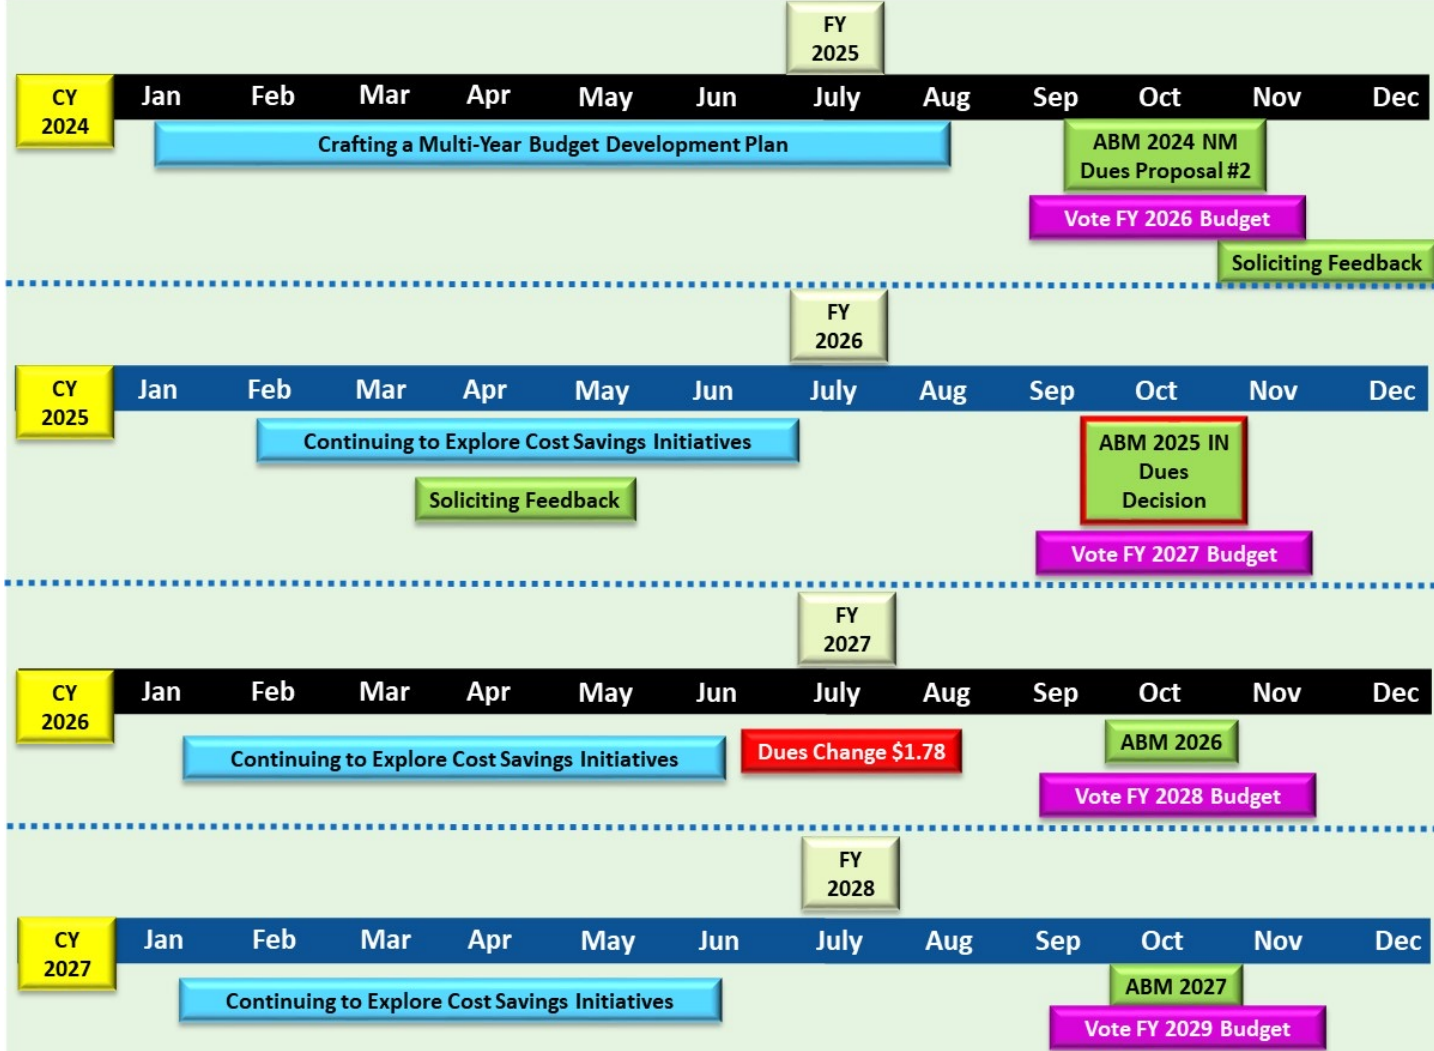 FY
2025
CY
2024
Jan Feb Mar Apr May Jun July Aug Sep Oct Nov Dec
Crafting a Multi-Year Budget Development Plan
ABM 2024 NM
Dues Proposal #2
Vote FY 2026 Budget
Soliciting Feedback
FY
2026
CY
2025
Jan Feb Mar Apr May Jun July Aug Sep Oct Nov Dec
Continuing to Explore Cost Savings Initiatives
Soliciting Feedback
ABM 2025 IN
Dues
Decision
Vote FY 2027 Budget
FY
2027
CY
2026
Jan Feb Mar Apr May Jun July Aug Sep Oct Nov Dec
Continuing to Explore Cost Savings Initiatives
Dues Change $1.78
ABM 2026
Vote FY 2028 Budget
FY
2028
CY
2027
Jan Feb Mar Apr May Jun July Aug Sep Oct Nov Dec
Continuing to Explore Cost Savings Initiatives
ABM 2027
Vote FY 2029 Budget